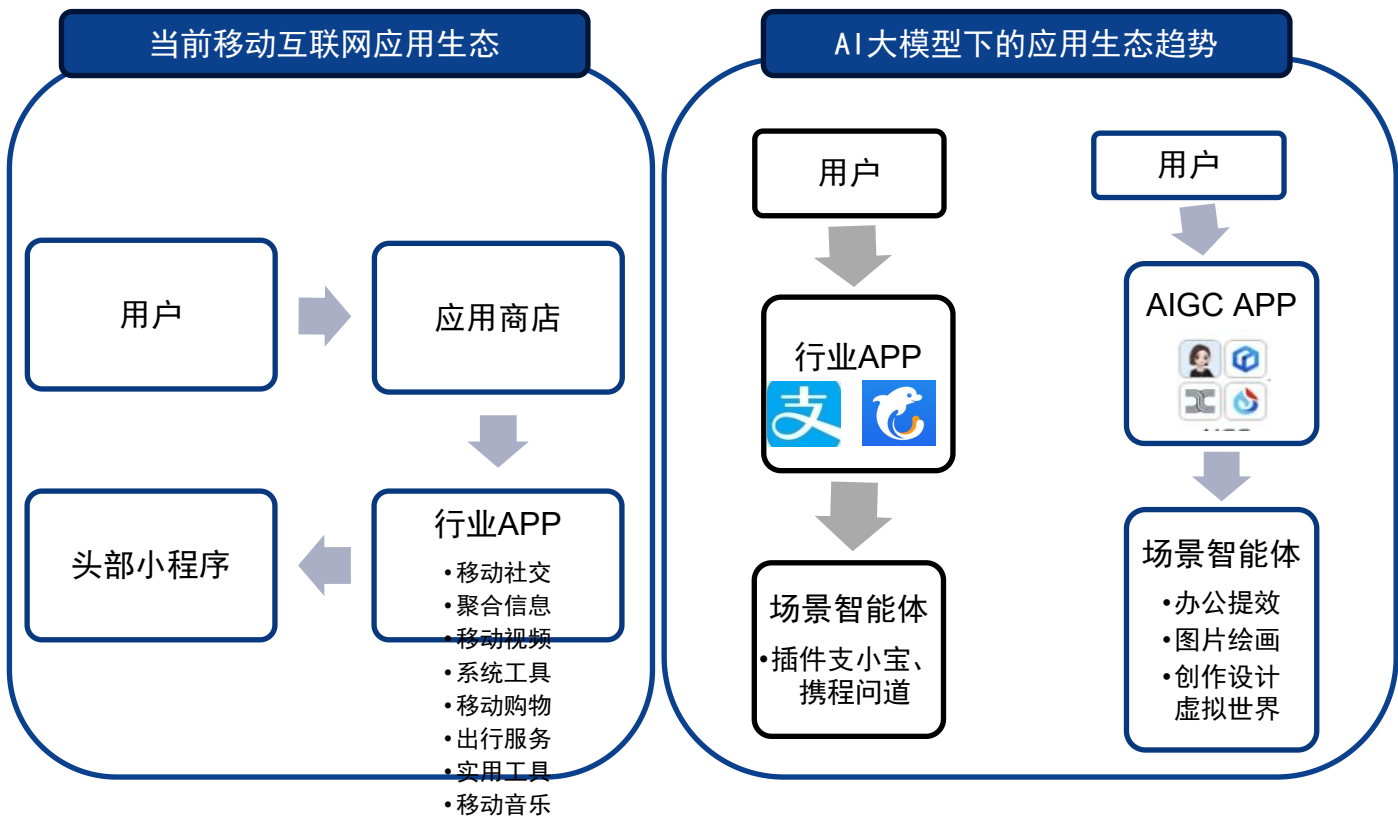 当前移动互联网应用生态
用户
应用商店
行业APP
•移动社交
•聚合信息
•移动视频
•系统工具
•移动购物
•出行服务
•实用工具
•移动音乐
头部小程序
AI大模型下的应用生态趋势
用户
行业APP
支
场景智能体
•插件支小宝、
携程问道
用户
AIGC APP
场景智能体
•办公提效
•图片绘画
•创作设计
虚拟世界